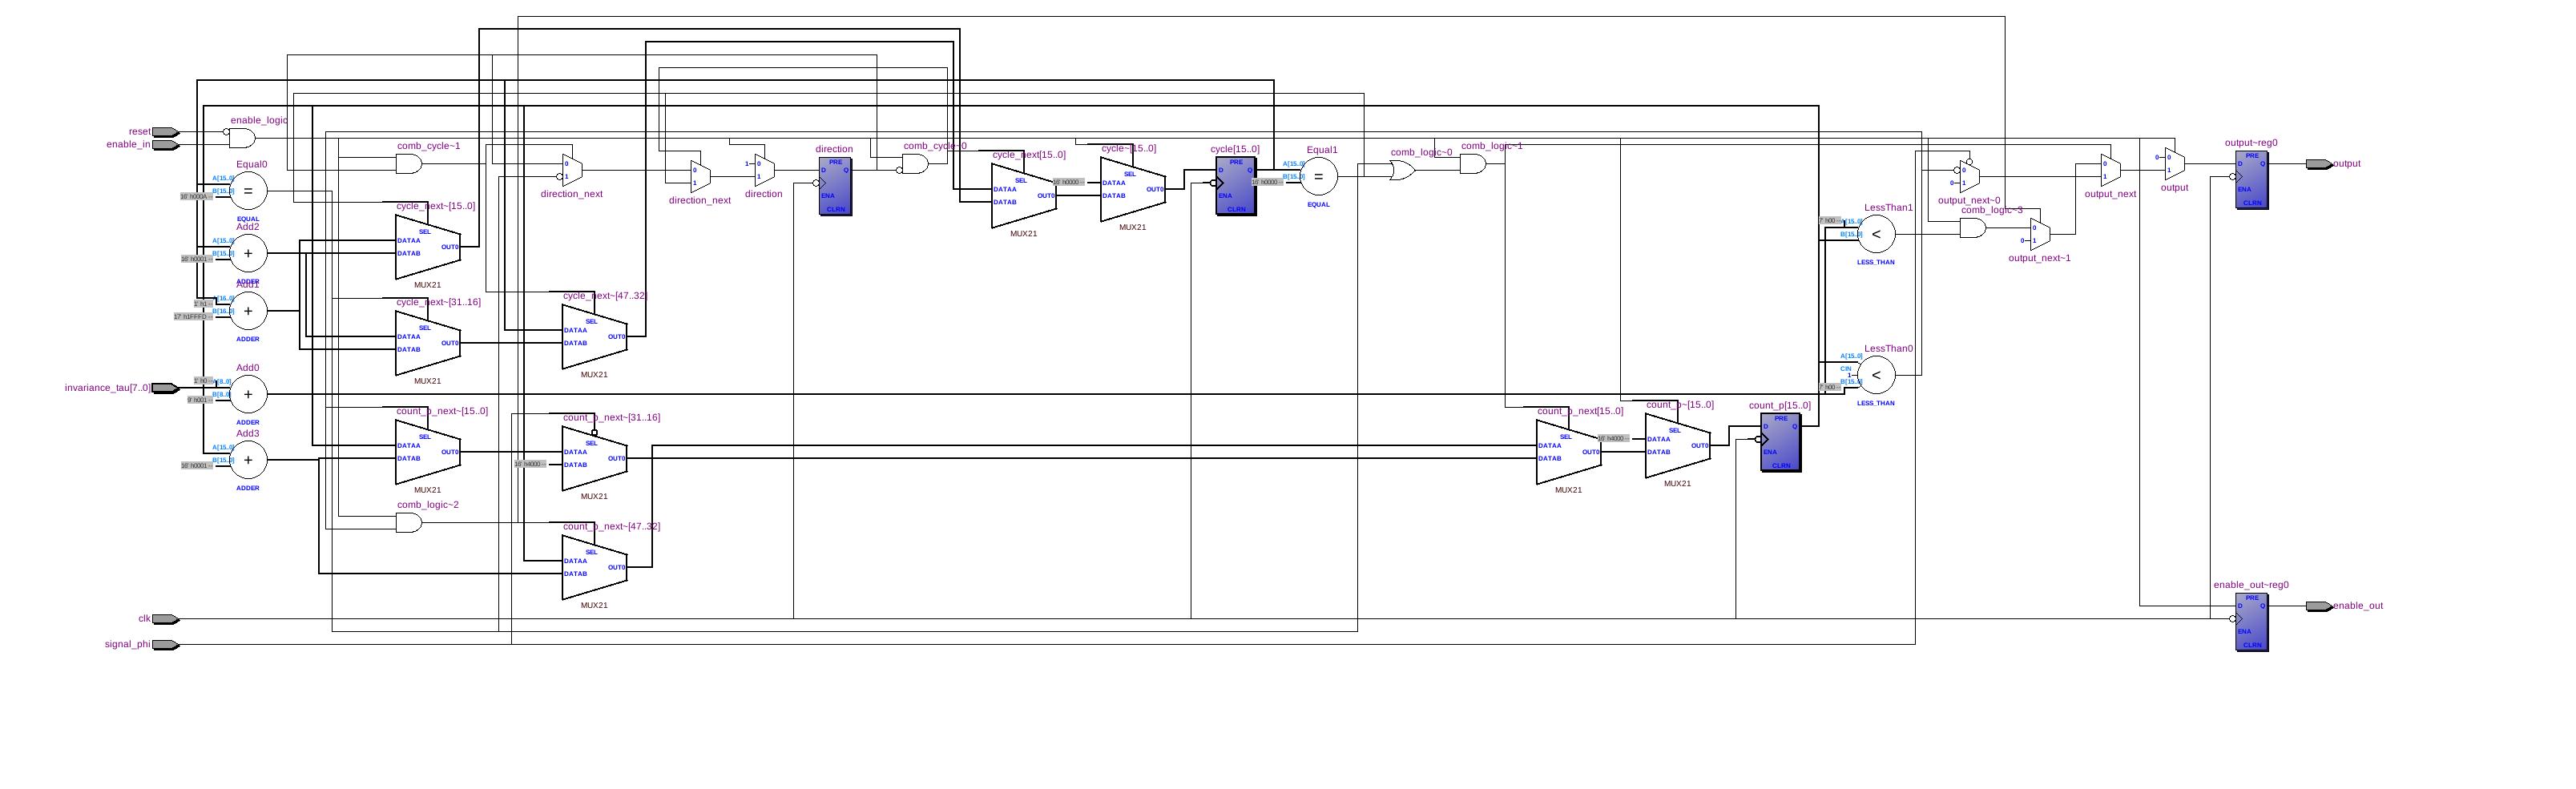 reset
enable_in
enable_logic
Equal0
A[15..0]
B[15..0]
16' h000A --
=
EQUAL
Add2
A[15..0]
B[15..0]
16' h0001 --
+
ADDER
Add1
A[16..0]
B[16..0]
1' h1 --
17' h1FFFD --
+
ADDER
invariance_tau[7..0]
Add0
1' h0 --
A[8..0]
B[8..0]
9' h001 --
+
ADDER
Add3
A[15..0]
B[15..0]
16' h0001 --
+
ADDER
clk
signal_phi
comb_cycle~1
cycle_next~[15..0]
SEL
DATAA
DATAB
OUT0
MUX21
cycle_next~[31..16]
SEL
DATAA
DATAB
OUT0
MUX21
cycle_next~[47..32]
SEL
DATAA
DATAB
OUT0
MUX21
count_p_next~[15..0]
SEL
DATAA
DATAB
OUT0
MUX21
comb_logic~2
count_p_next~[31..16]
SEL
DATAA
DATAB
OUT0
16' h4000 --
MUX21
count_p_next~[47..32]
SEL
DATAA
DATAB
OUT0
MUX21
0
1
direction_next
0
1
direction_next
1
0
1
direction
direction
PRE
D
Q
ENA
CLRN
comb_cycle~0
cycle_next[15..0]
SEL
DATAA
DATAB
OUT0
MUX21
cycle~[15..0]
SEL
16' h0000 --
DATAA
DATAB
OUT0
MUX21
cycle[15..0]
PRE
D
Q
ENA
CLRN
Equal1
A[15..0]
B[15..0]
16' h0000 --
=
EQUAL
comb_logic~0
comb_logic~1
count_p_next[15..0]
SEL
DATAA
DATAB
OUT0
MUX21
count_p~[15..0]
SEL
16' h4000 --
DATAA
DATAB
OUT0
MUX21
count_p[15..0]
PRE
D
Q
ENA
CLRN
LessThan1
B[15..0]
<
LESS_THAN
LessThan0
A[15..0]
CIN
1
B[15..0]
<
LESS_THAN
0
0
1
output_next~0
comb_logic~3
0
0
1
output_next~1
0
1
output_next
0
0
1
output
output~reg0
PRE
D
Q
ENA
CLRN
output
enable_out~reg0
PRE
D
Q
ENA
CLRN
enable_out